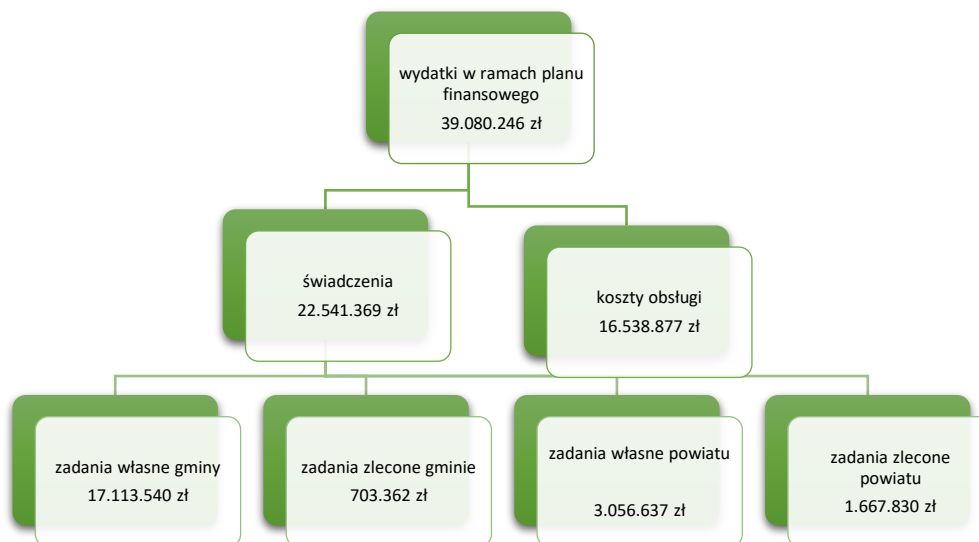 wydatki w ramach planu
finansowego
39.080.246 zł
świadczenia
22.541.369 zł
koszty obsługi
16.538.877 zł
zadania własne gminy
17.113.540 zł
zadania zlecone gminie
703.362 zł
zadania własne powiatu
3.056.637 zł
zadania zlecone
powiatu
1.667.830 zł